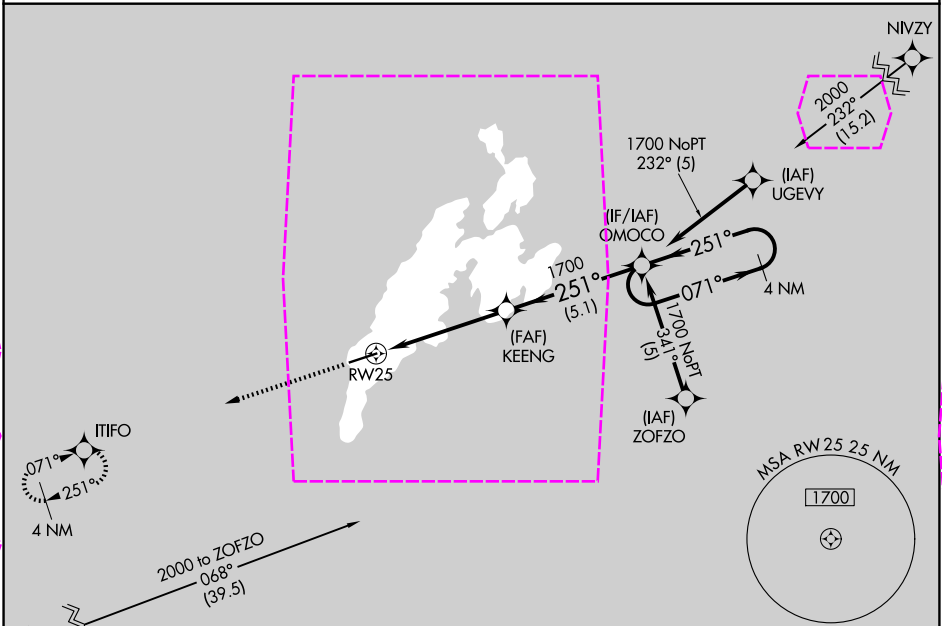 NIVZY
2000
232°
(15.2)
1700 NoPT
232° (5)
(IAF)
UGEVY
(IF/IAF)
OMOCO
251°
071°
4 NM
1700
251°
(5.1)
(FAF)
KEENG
RW25
1700 NoPT
341°
(5)
(IAF)
ZOFZO
ITIFO
071°
251°
4 NM
MSA RW25 25 NM
1700
2000 to ZOFZO
068°
(39.5)